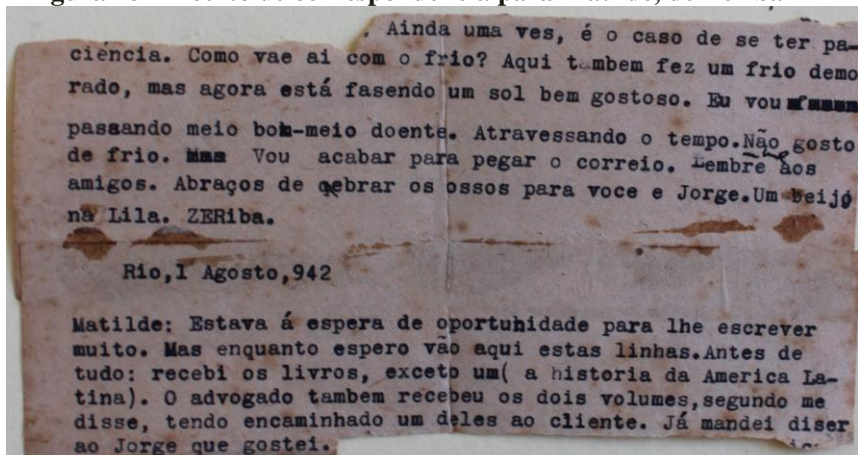 . Ainda uma ves, é o caso de se ter pa-
ciência. Como vae ai com o frio? Aqui tambem fez um frio demo
rado, mas agora está fasendo um sol bem gostoso. Eu vou
passando meio bom-meio doente. Atravessando o tempo.Não gosto
de frio. Vou acabar para pegar o correio. Lembre aos
amigos. Abraços de qebrar os ossos para voce e Jorge.Um beijo
na Lila. ZERiba.
Rio,1 Agosto,942
Matilde: Estava á espera de oportuhidade para lhe escrever
muito. Mas enquanto espero vão aqui estas linhas.Antes de
tudo: recebi os livros, exceto um( a historia da America La-
tina). O advogado tambem recebeu os dois volumes,segundo me
disse, tendo encaminhado um deles ao cliente. Já mandei diser
ao Jorge que gostei.